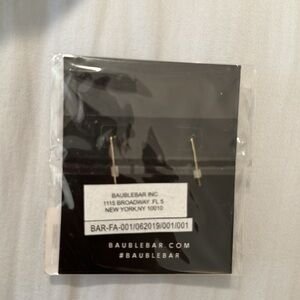 BAUBLEBAR INC.
1115 BROADWAY FL 5
NEW YORK,NY 10010
BAR-FA-001/062019/001/001
BAUBLEBAR.COM
#BAUBLEBAR